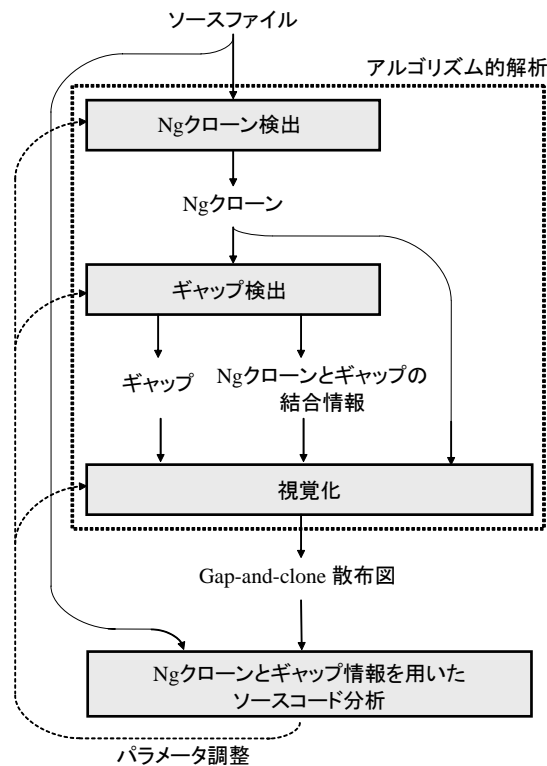 ソースファイル
アルゴリズム的解析
Ngクローン検出
Ngクローン
ギャップ検出
ギャップ
Ngクローンとギャップの
結合情報
視覚化
Gap-and-clone 散布図
Ngクローンとギャップ情報を用いた
ソースコード分析
パラメータ調整